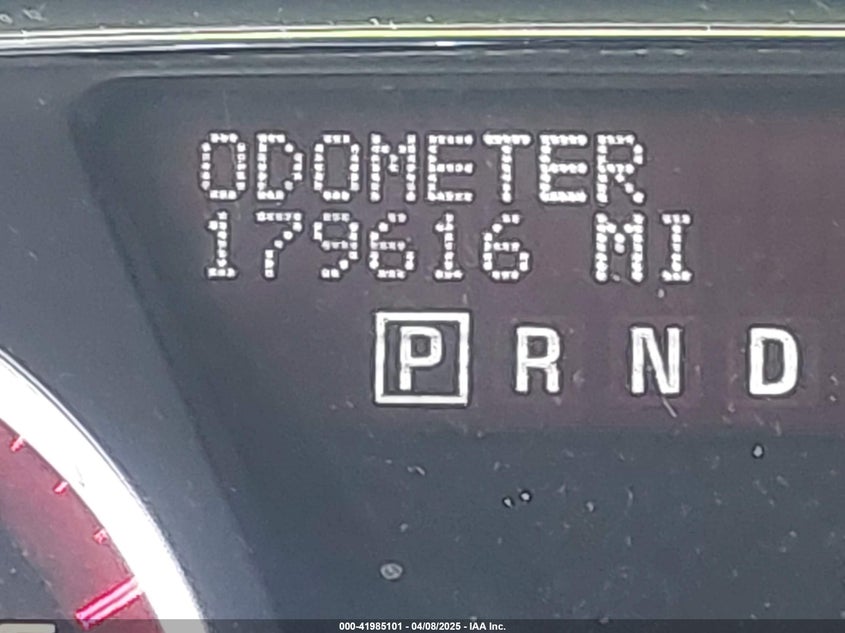 ODOMETER
179616 MI
P R N D
000-41985101 - 04/08/2025 - IAA Inc.